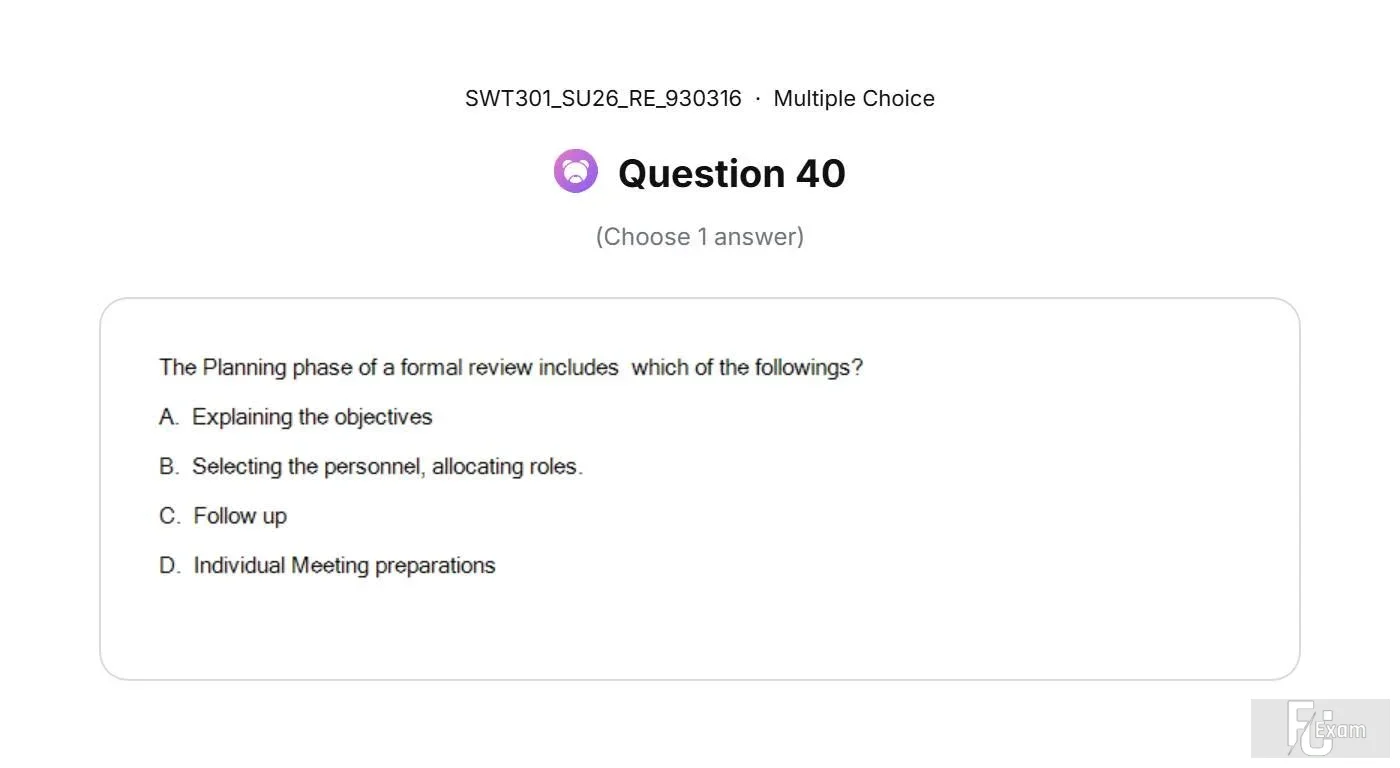 SWT301_SU26_RE_930316 · Multiple Choice
Question 40
(Choose 1 answer)
The Planning phase of a formal review includes  which of the followings?
A. Explaining the objectives
B. Selecting the personnel, allocating roles.
C. Follow up
D. Individual Meeting preparations
Exam